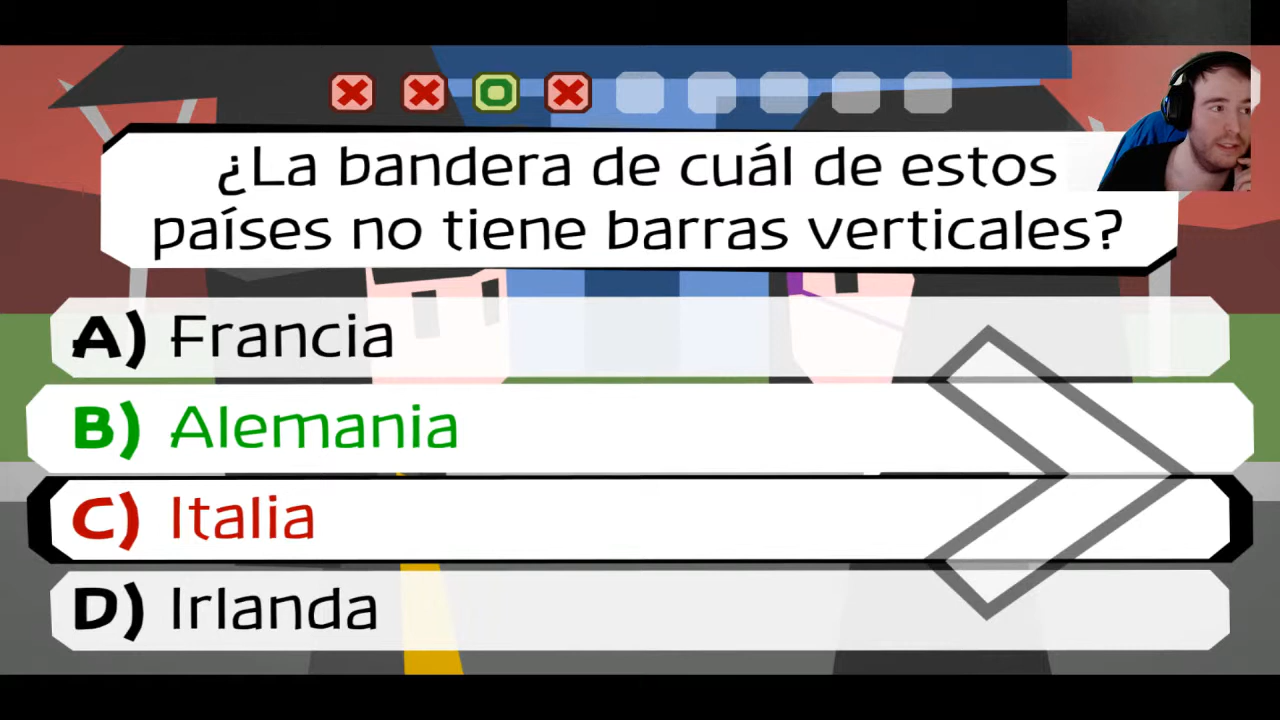 ¿La bandera de cuál de estos
países no tiene barras verticales?
A) Francia
B) Alemania
C) Italia
D) Irlanda